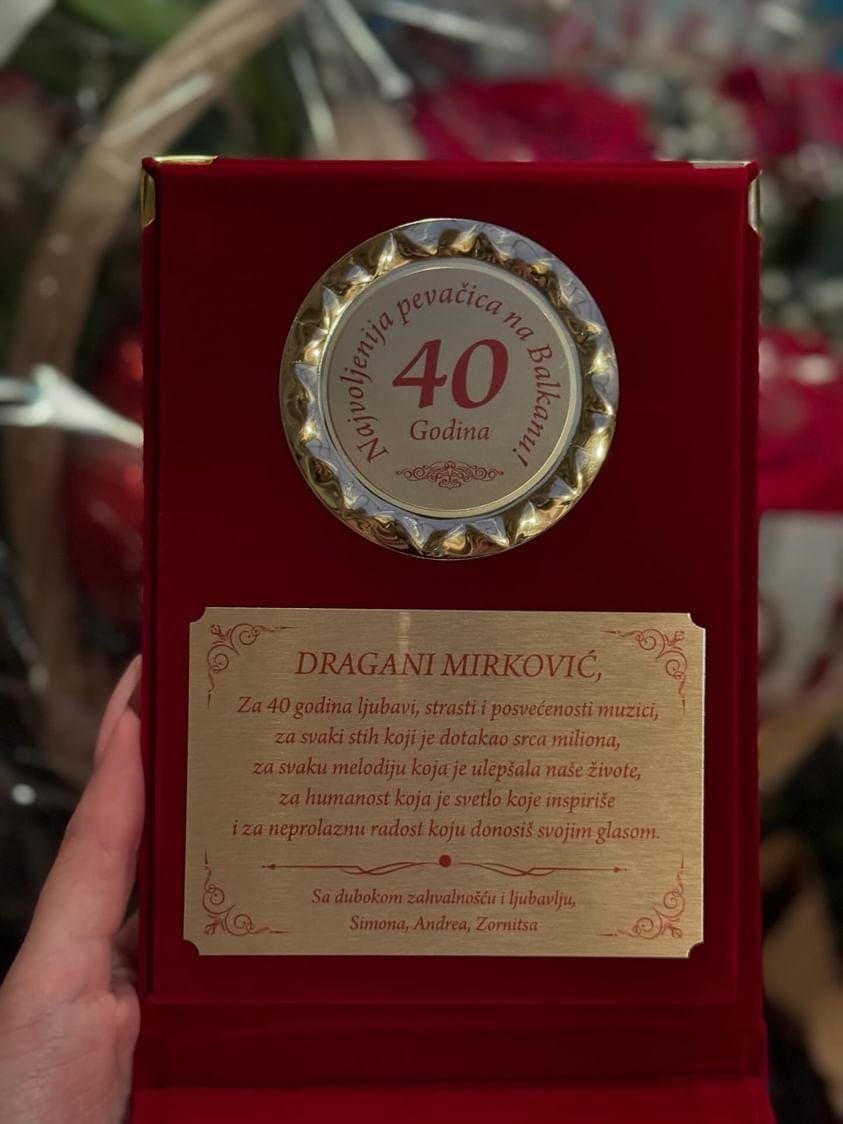 Najvoljenija pevačica na Balkanu!
40
Godina
DRAGANI MIRKOVIĆ,
Za 40 godina ljubavi, strasti i posvećenosti muzici,
za svaki stih koji je dotakao srca miliona,
za svaku melodiju koja je ulepšala naše živote,
za humanost koja je svetlo koje inspiriše
i za neprolaznu radost koju donosiš svojim glasom.
Sa dubokom zahvalnošću i ljubavlju,
Simona, Andrea, Zornitsa